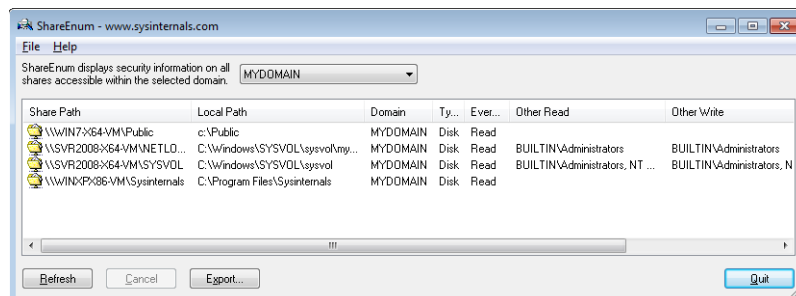 ShareEnum - www.sysinternals.com
File Help
ShareEnum displays security information on all
shares accessible within the selected domain.
MYDOMAIN
Share Path Local Path Domain Ty... Ever... Other Read Other Write
\\WIN7-X64-VM\Public c:\Public MYDOMAIN Disk Read
\\SVR2008-X64-VM\NETLO... C:\Windows\SYSVOL\sysvol\my... MYDOMAIN Disk Read BUILTIN\Administrators BUILTIN\Administrators
\\SVR2008-X64-VM\SYSVOL C:\Windows\SYSVOL\sysvol MYDOMAIN Disk Read BUILTIN\Administrators, NT ... BUILTIN\Administrators, N
\\WINXPX86-VM\Sysinternals C:\Program Files\Sysinternals MYDOMAIN Disk Read
Refresh Cancel Export... Quit